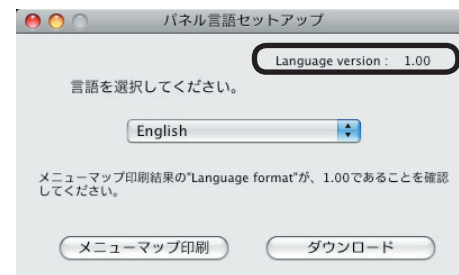 パネル言語セットアップ
Language version : 1.00
言語を選択してください。
English
メニューマップ印刷結果の"Language format"が、1.00であることを確認
してください。
メニューマップ印刷
ダウンロード